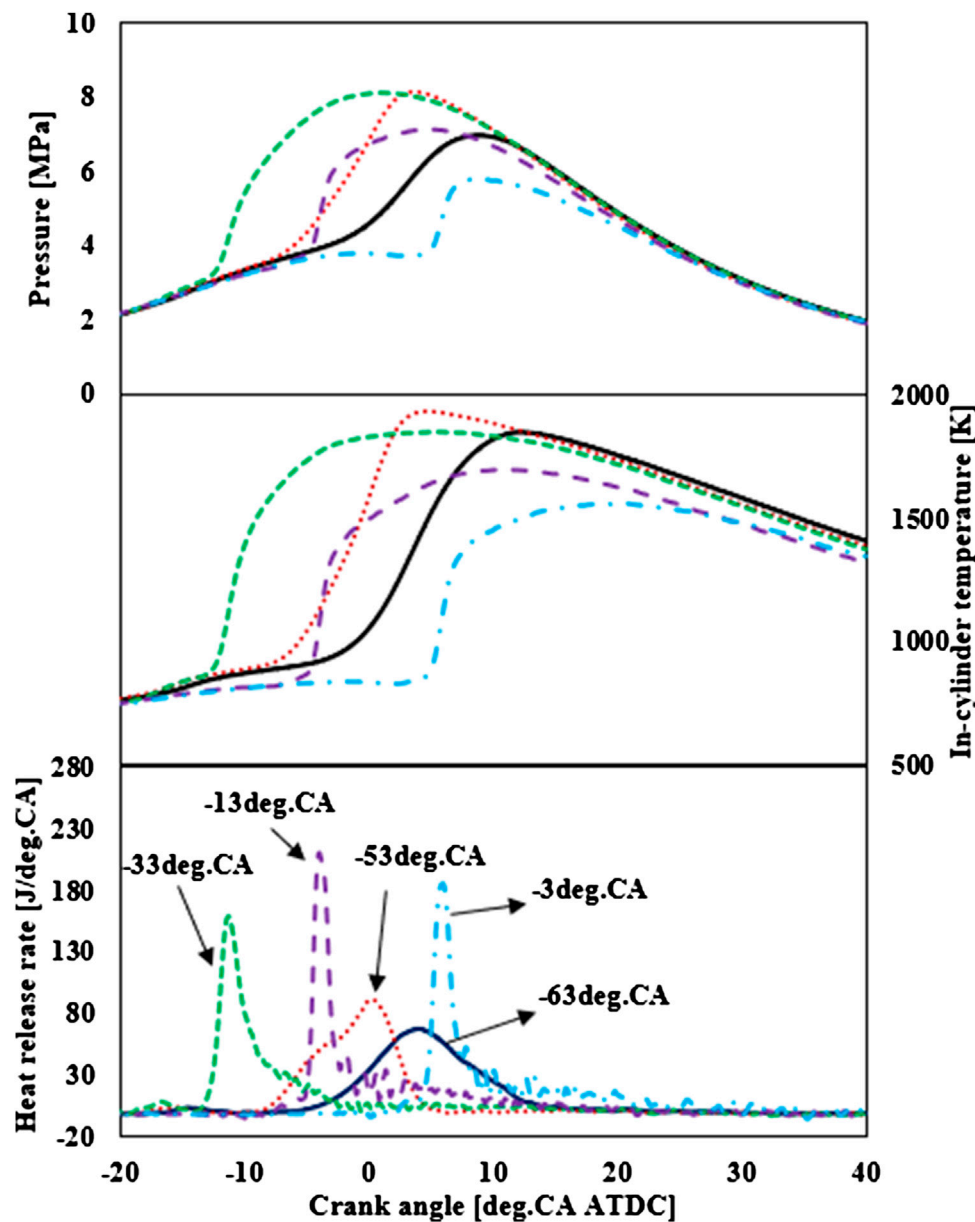 10
8
6
4
2
0
Pressure [MPa]
2000
1500
1000
500
In-cylinder temperature [K]
280
230
180
130
80
30
-20
Heat release rate [J/deg.CA]
-13deg.CA
-53deg.CA
-33deg.CA
-3deg.CA
-63deg.CA
-20 -10 0 10 20 30 40
Crank angle [deg.CA ATDC]